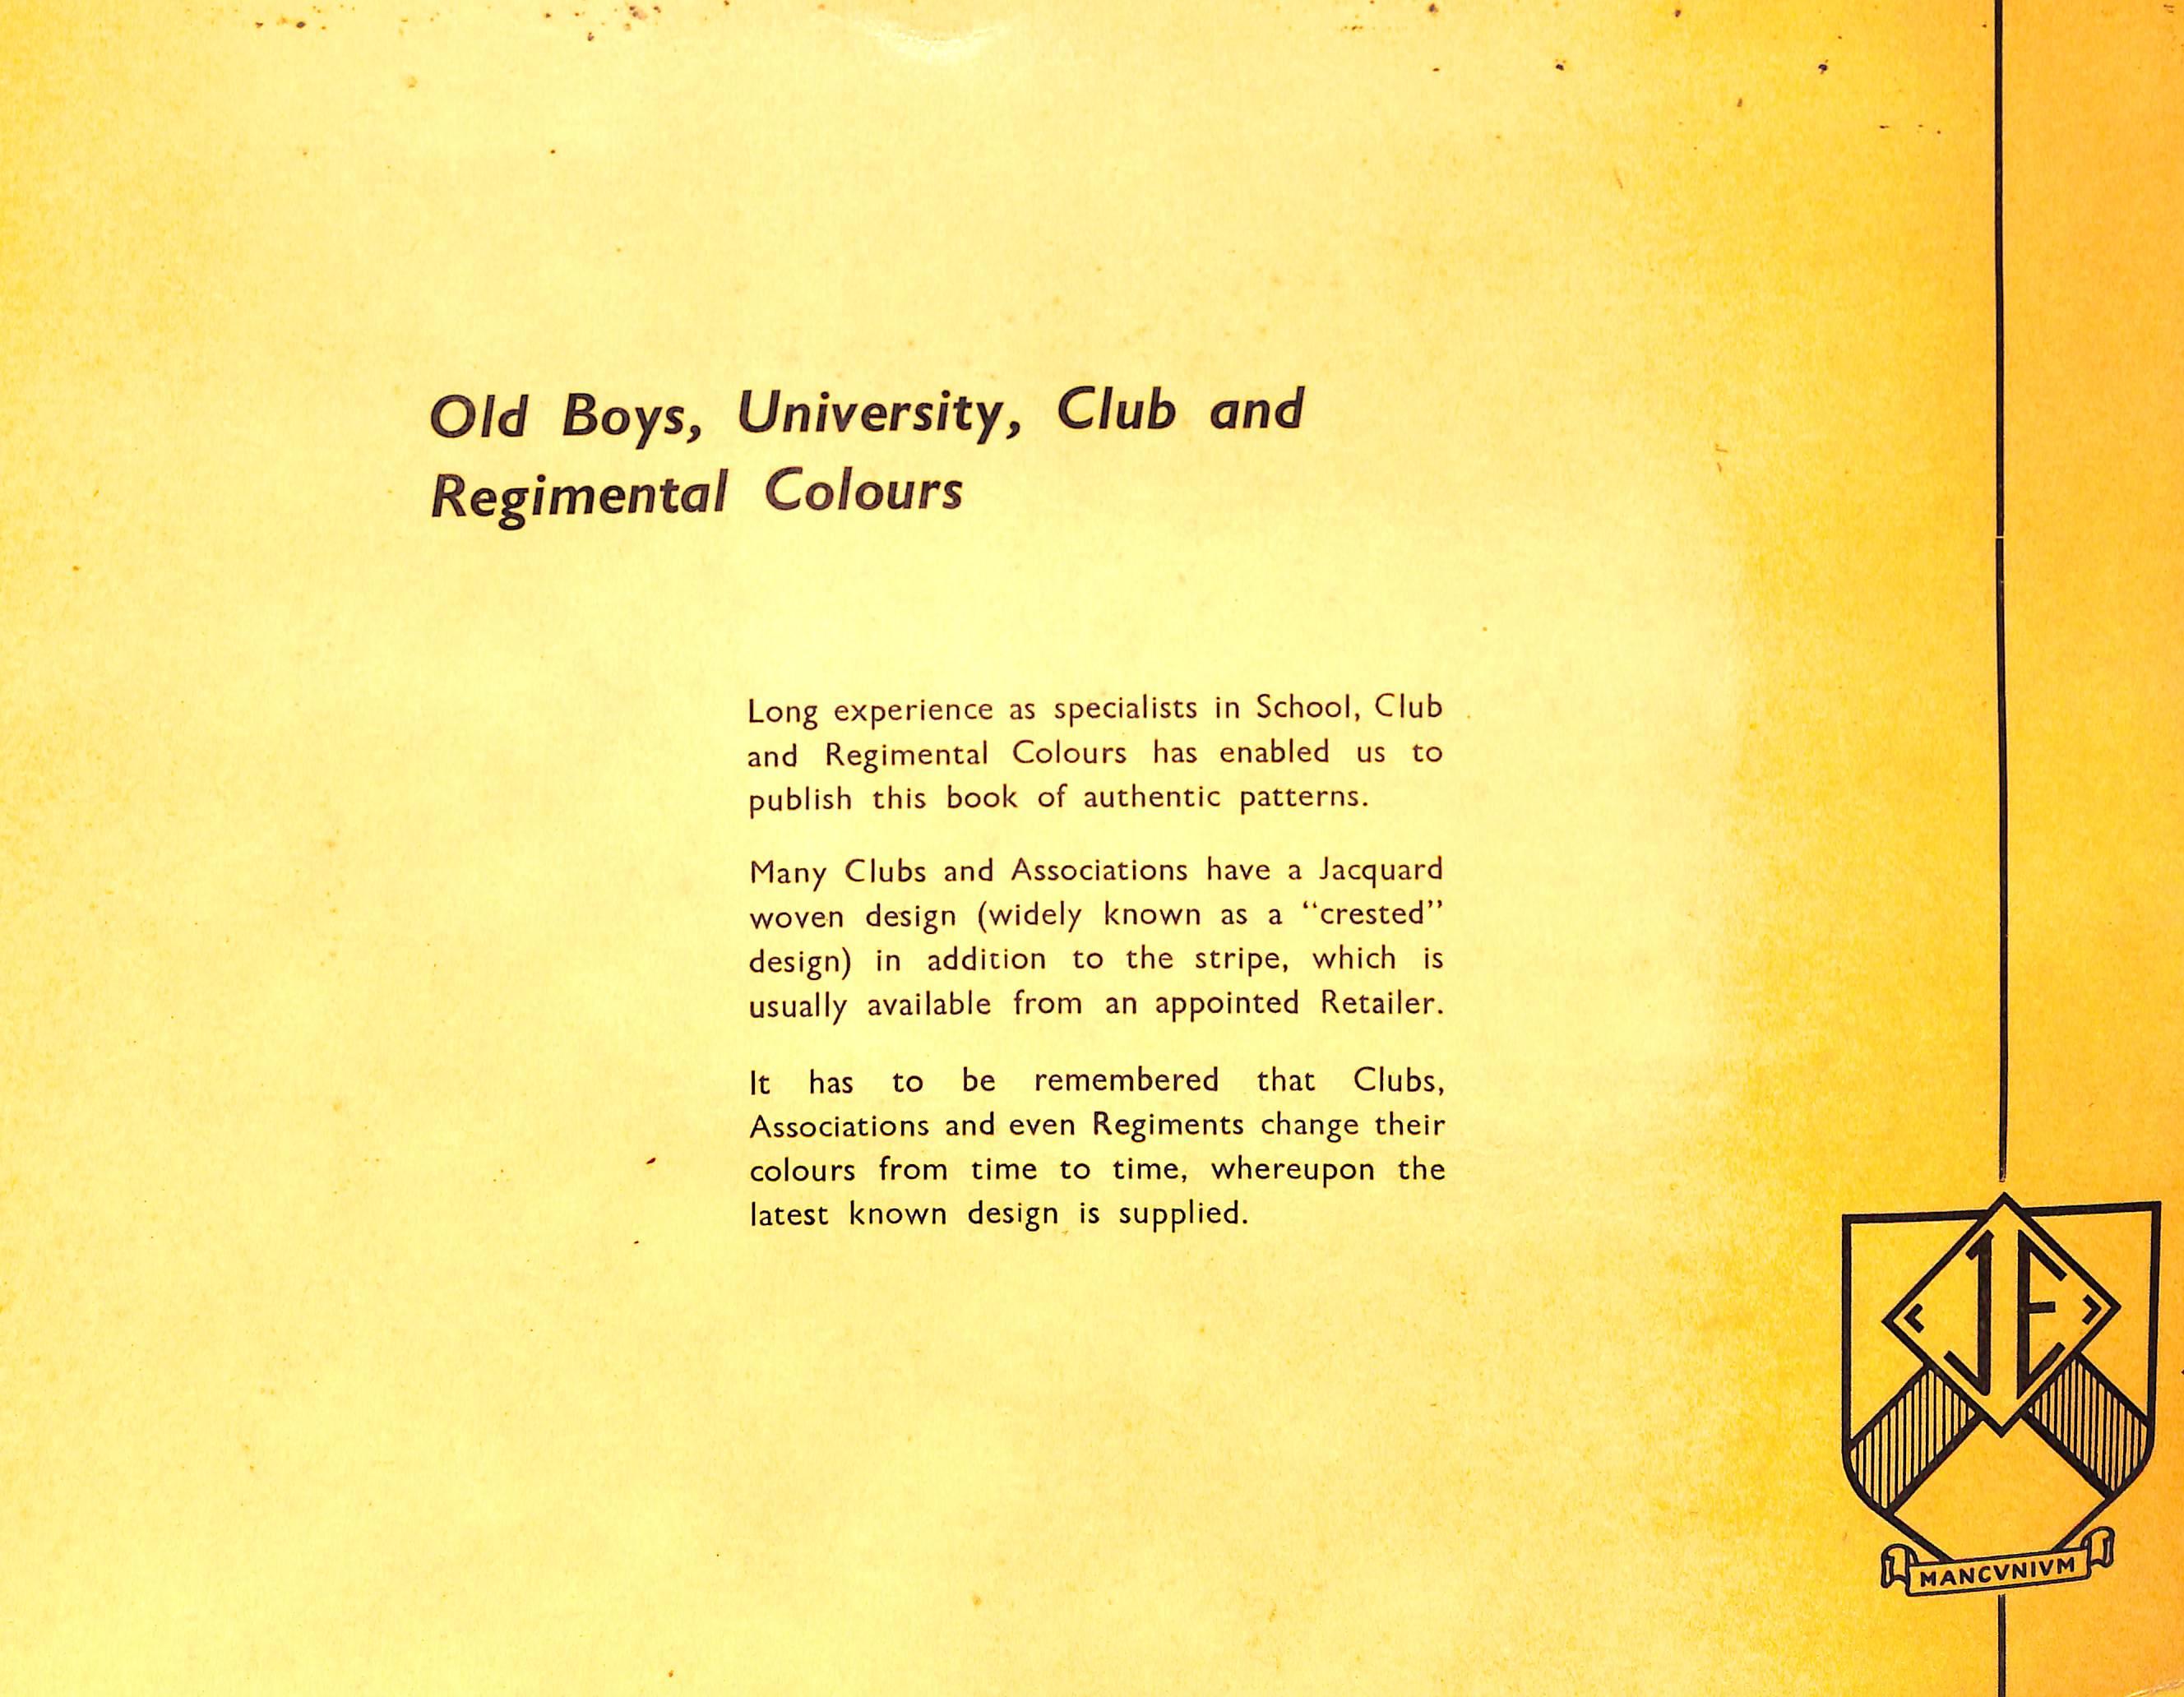 Old Boys, University, Club and
Regimental Colours
Long experience as specialists in School, Club
and Regimental Colours has enabled us to
publish this book of authentic patterns.
Many Clubs and Associations have a Jacquard
woven design (widely known as a “crested”
design) in addition to the stripe, which is
usually available from an appointed Retailer.
It has to be remembered that Clubs,
Associations and even Regiments change their
colours from time to time, whereupon the
latest known design is supplied.
JE
MANCVNIVM